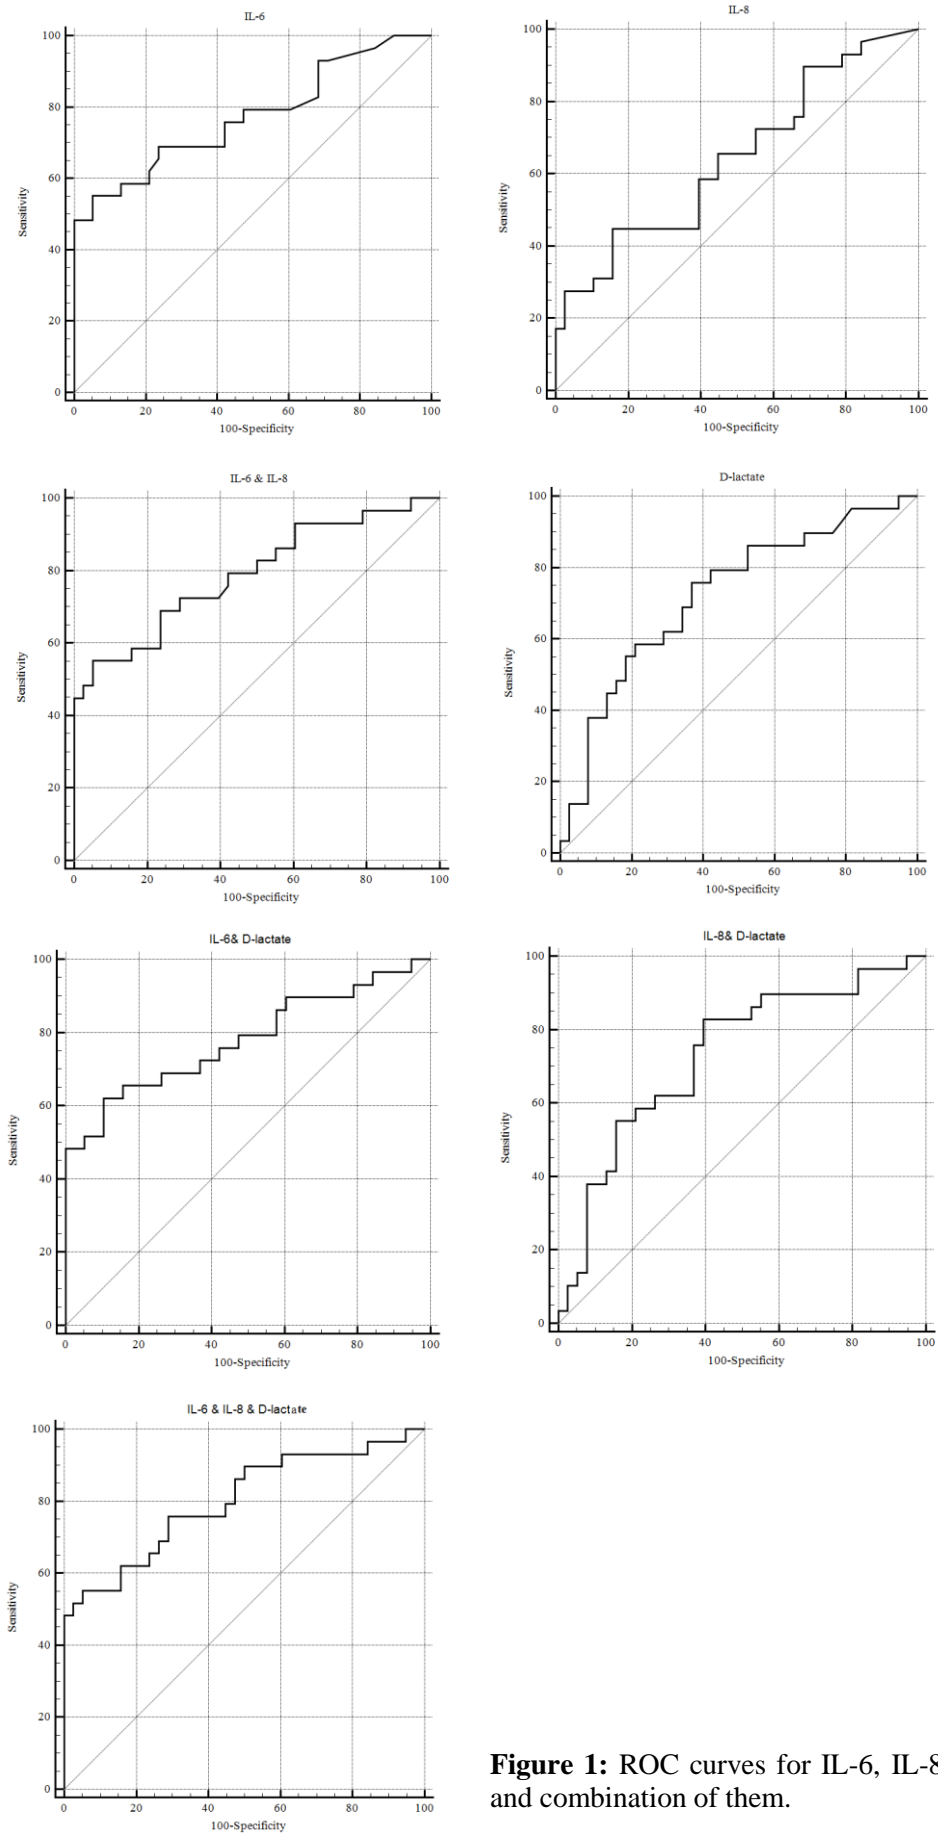 IL-6
100
80
60
40
20
0
Sensitivity
0 20 40 60 80 100
100-Specificity
IL-8
100
80
60
40
20
0
Sensitivity
0 20 40 60 80 100
100-Specificity
IL-6 & IL-8
100
80
60
40
20
0
Sensitivity
0 20 40 60 80 100
100-Specificity
D-lactate
100
80
60
40
20
0
Sensitivity
0 20 40 60 80 100
100-Specificity
IL-6& D-lactate
100
80
60
40
20
0
Sensitivity
0 20 40 60 80 100
100-Specificity
IL-8& D-lactate
100
80
60
40
20
0
Sensitivity
0 20 40 60 80 100
100-Specificity
IL-6 & IL-8 & D-lactate
100
80
60
40
20
0
Sensitivity
0 20 40 60 80 100
100-Specificity
Figure 1: ROC curves for IL-6, IL-8
and combination of them.